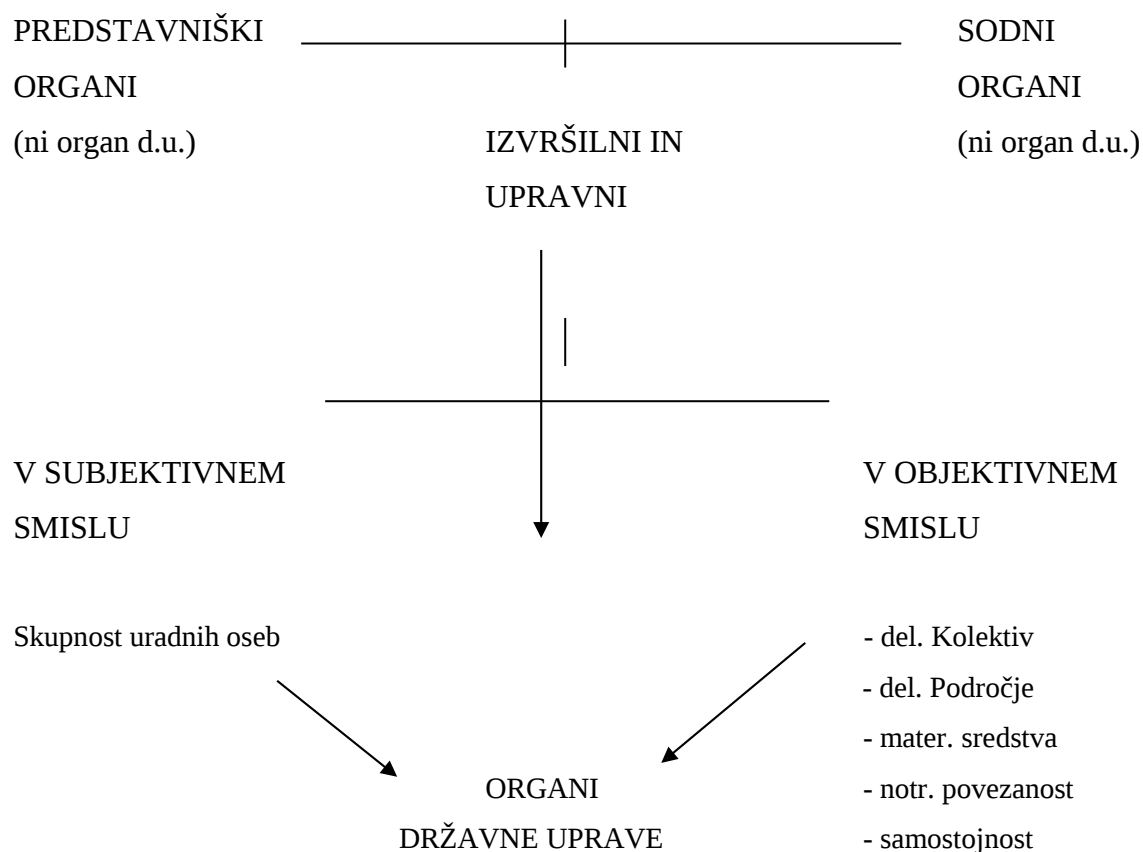 PREDSTAVNIŠKI
ORGANI
(ni organ d.u.)
IZVRŠILNI IN
UPRAVNI
SODNI
ORGANI
(ni organ d.u.)
V SUBJEKTIVNEM
SMISLU
V OBJEKTIVNEM
SMISLU
Skupnost uradnih oseb
- del. Kolektiv
- del. Področje
- mater. sredstva
- notr. povezanost
- samostojnost
ORGANI
DRŽAVNE UPRAVE